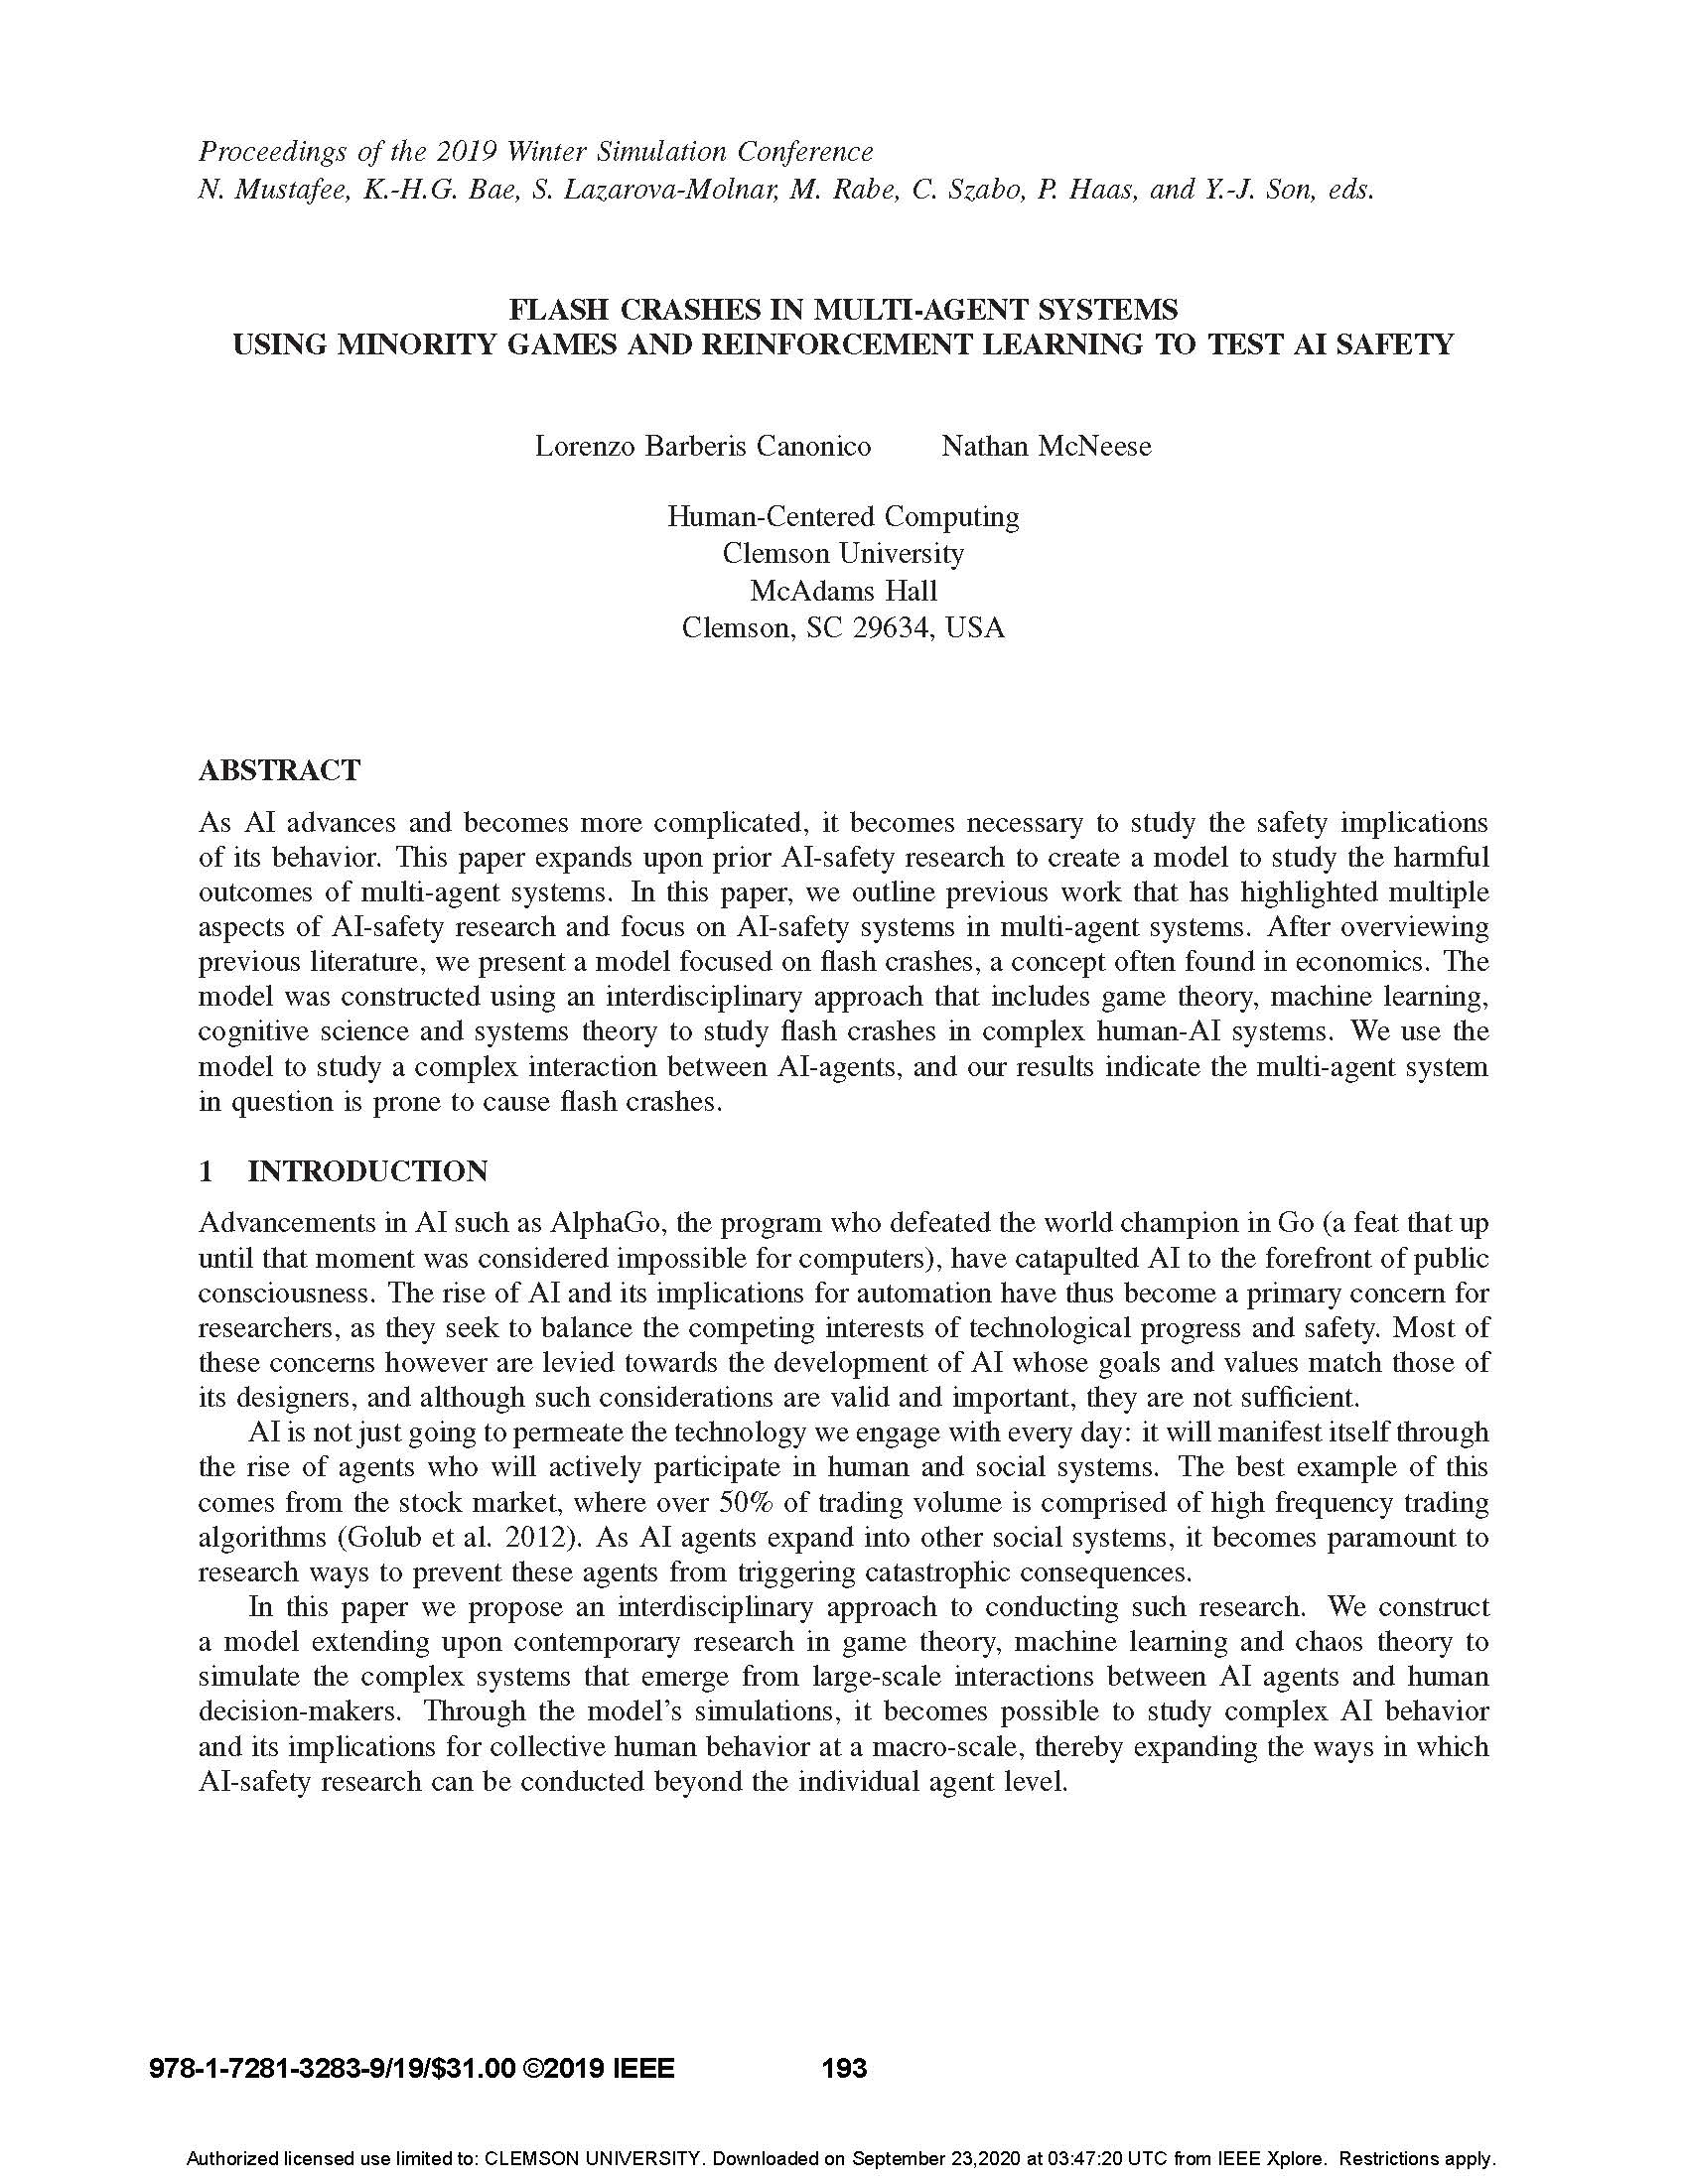 Proceedings of the 2019 Winter Simulation Conference
N. Mustafee, K.-H.G. Bae, S. Lazarova-Molnar, M. Rabe, C. Szabo, P. Haas, and Y.-J. Son, eds.
FLASH CRASHES IN MULTI-AGENT SYSTEMS
USING MINORITY GAMES AND REINFORCEMENT LEARNING TO TEST AI SAFETY
Lorenzo Barberis Canonico Nathan McNeese
Human-Centered Computing
Clemson University
McAdams Hall
Clemson, SC 29634, USA
ABSTRACT
As AI advances and becomes more complicated, it becomes necessary to study the safety implications
of its behavior. This paper expands upon prior AI-safety research to create a model to study the harmful
outcomes of multi-agent systems. In this paper, we outline previous work that has highlighted multiple
aspects of AI-safety research and focus on AI-safety systems in multi-agent systems. After overviewing
previous literature, we present a model focused on flash crashes, a concept often found in economics. The
model was constructed using an interdisciplinary approach that includes game theory, machine learning,
cognitive science and systems theory to study flash crashes in complex human-AI systems. We use the
model to study a complex interaction between AI-agents, and our results indicate the multi-agent system
in question is prone to cause flash crashes.
1 INTRODUCTION
Advancements in AI such as AlphaGo, the program who defeated the world champion in Go (a feat that up
until that moment was considered impossible for computers), have catapulted AI to the forefront of public
consciousness. The rise of AI and its implications for automation have thus become a primary concern for
researchers, as they seek to balance the competing interests of technological progress and safety. Most of
these concerns however are levied towards the development of AI whose goals and values match those of
its designers, and although such considerations are valid and important, they are not sufficient.
AI is not just going to permeate the technology we engage with every day: it will manifest itself through
the rise of agents who will actively participate in human and social systems. The best example of this
comes from the stock market, where over 50% of trading volume is comprised of high frequency trading
algorithms (Golub et al. 2012). As AI agents expand into other social systems, it becomes paramount to
research ways to prevent these agents from triggering catastrophic consequences.
In this paper we propose an interdisciplinary approach to conducting such research. We construct
a model extending upon contemporary research in game theory, machine learning and chaos theory to
simulate the complex systems that emerge from large-scale interactions between AI agents and human
decision-makers. Through the model's simulations, it becomes possible to study complex AI behavior
and its implications for collective human behavior at a macro-scale, thereby expanding the ways in which
AI-safety research can be conducted beyond the individual agent level.
978-1-7281-3283-9/19/$31.00 ©2019 IEEE 193
Authorized licensed use limited to: CLEMSON UNIVERSITY. Downloaded on September 23,2020 at 03:47:20 UTC from IEEE Xplore. Restrictions apply.